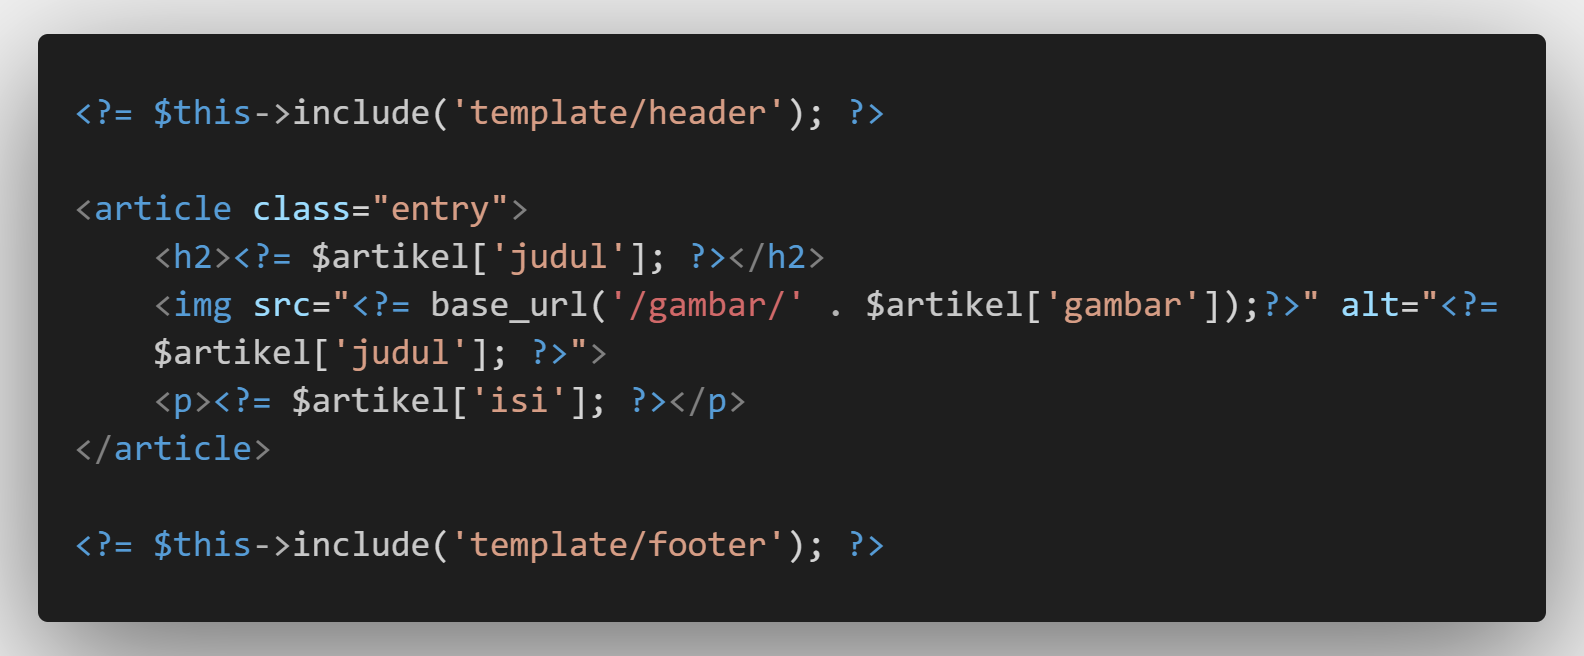 <?= $this->include('template/header'); ?>
<article class="entry">
<h2><?= $artikel['judul']; ?></h2>
<img src="<?= base_url('/gambar/' . $artikel['gambar']);?>" alt="<?=
$artikel['judul']; ?>">
<p><?= $artikel['isi']; ?></p>
</article>
<?= $this->include('template/footer'); ?>